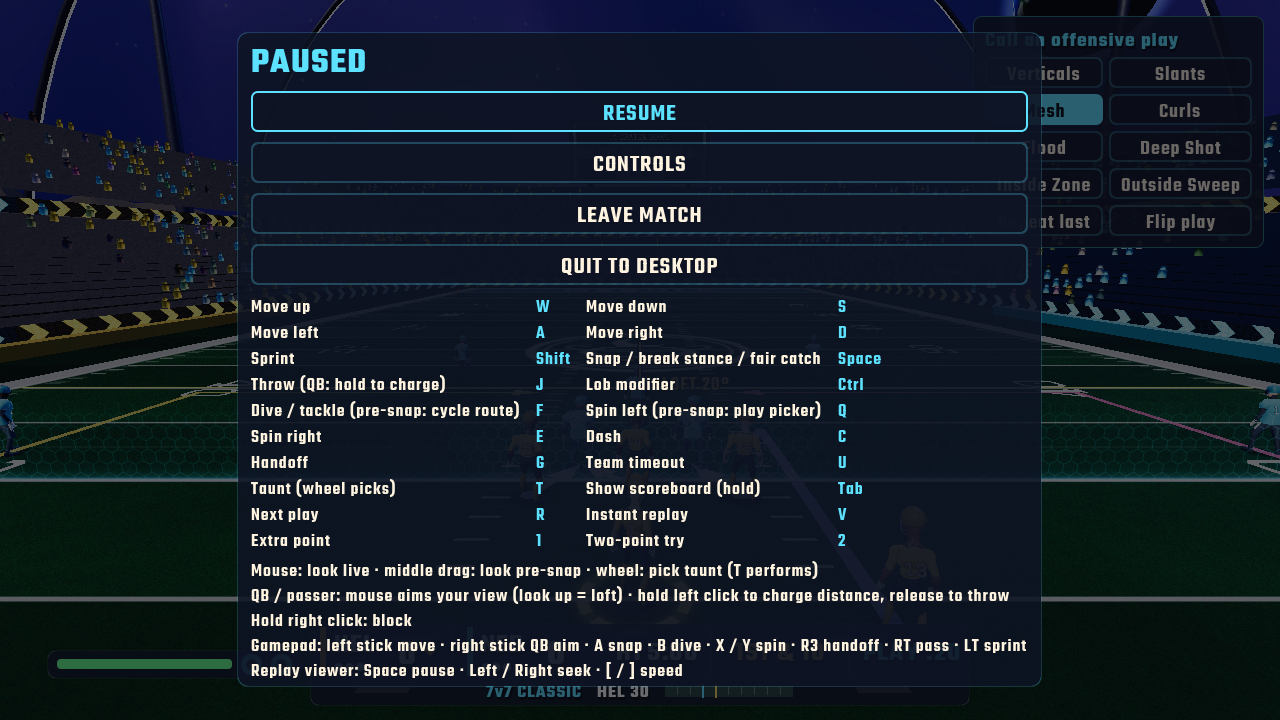 PAUSED
RESUME
CONTROLS
LEAVE MATCH
QUIT TO DESKTOP
Move up W Move down S
Move left A Move right D
Sprint Shift Snap / break stance / fair catch Space
Throw (QB: hold to charge) J Lob modifier Ctrl
Dive / tackle (pre-snap: cycle route) F Spin left (pre-snap: play picker) Q
Spin right E Dash C
Handoff G Team timeout U
Taunt (wheel picks) T Show scoreboard (hold) Tab
Next play R Instant replay V
Extra point 1 Two-point try 2
Mouse: look live · middle drag: look pre-snap · wheel: pick taunt (T performs)
QB / passer: mouse aims your view (look up = loft) · hold left click to charge distance, release to throw
Hold right click: block
Gamepad: left stick move · right stick QB aim · A snap · B dive · X / Y spin · R3 handoff · RT pass · LT sprint
Replay viewer: Space pause · Left / Right seek · [ / ] speed
Call an offensive play
Verticals Slants
Curls
Deep Shot
Inside Zone Outside Sweep
last Flip play
7v7 CLASSIC HEL 30